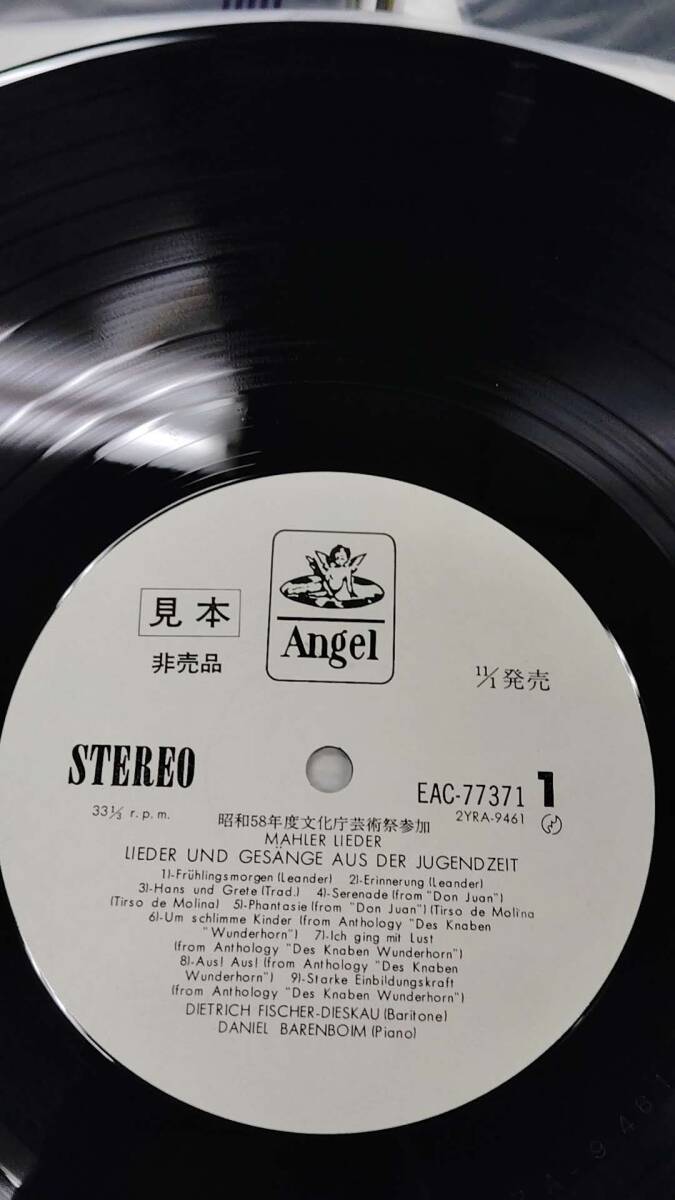 見本
非売品
Angel
11/1 発売
STEREO
33⅓ r.p.m.
EAC-77371 1
2YRA-9461
昭和58年度文化庁芸術祭参加
MAHLER LIEDER
LIEDER UND GESÄNGE AUS DER JUGENDZEIT
1)-Frühlingsmorgen (Leander) 2)-Erinnerung (Leander)
3)-Hans und Grete (Trad.) 4)-Serenade (from "Don Juan")
(Tirso de Molina) 5)-Phantasie (from "Don Juan") (Tirso de Molina
6)-Um schlimme Kinder (from Anthology "Des Knaben
"Wunderhorn") 7)-Ich ging mit Lust
(from Anthology "Des Knaben Wunderhorn")
8)-Aus! Aus! (from Anthology "Des Knaben
Wunderhorn") 9)-Starke Einbildungskraft
(from Anthology "Des Knaben Wunderhorn")
DIETRICH FISCHER-DIESKAU (Baritone)
DANIEL BARENBOIM (Piano)